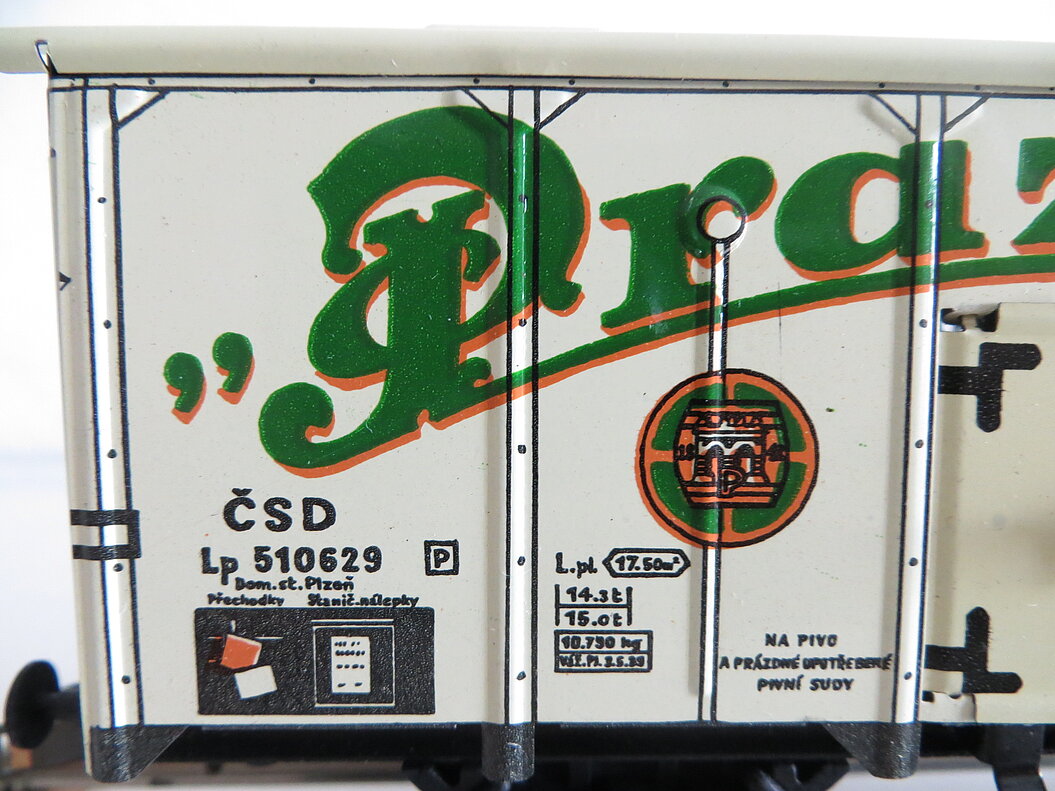 „Praz
ČSD
Lp 510629 P
Dom.st.Plzeň
Přechodky Stanič.nálepky
L.pl. 17.50m²
14.3t
15.0t
10.790 kg
P
NA PIVO
A PRÁZDNÉ UPOTŘEBENÉ
PIVNÍ SUDY